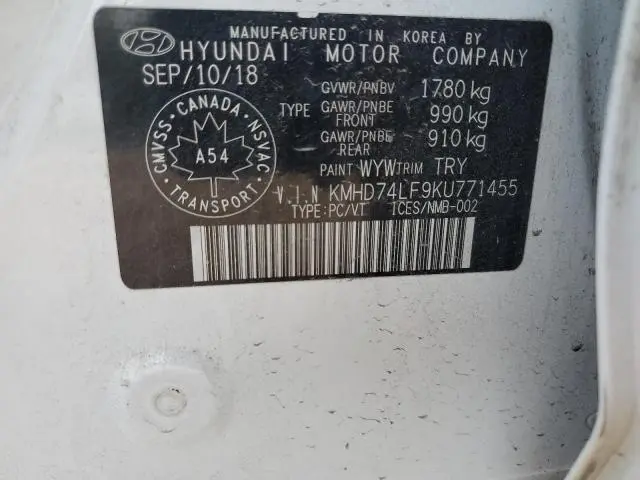 MANUFACTURED IN KOREA BY
HYUNDAI MOTOR COMPANY
SEP/10/18
GVWR/PNBV 1780 kg
TYPE GAWR/PNBE FRONT 990 kg
GAWR/PNBE REAR 910 kg
PAINT WYW TRIM TRY
V.I.N KMHD74LF9KU771455
TYPE:PC/VT ICES/NMB-002
CANADA
CMVSS
NSVAC
A54
TRANSPORT